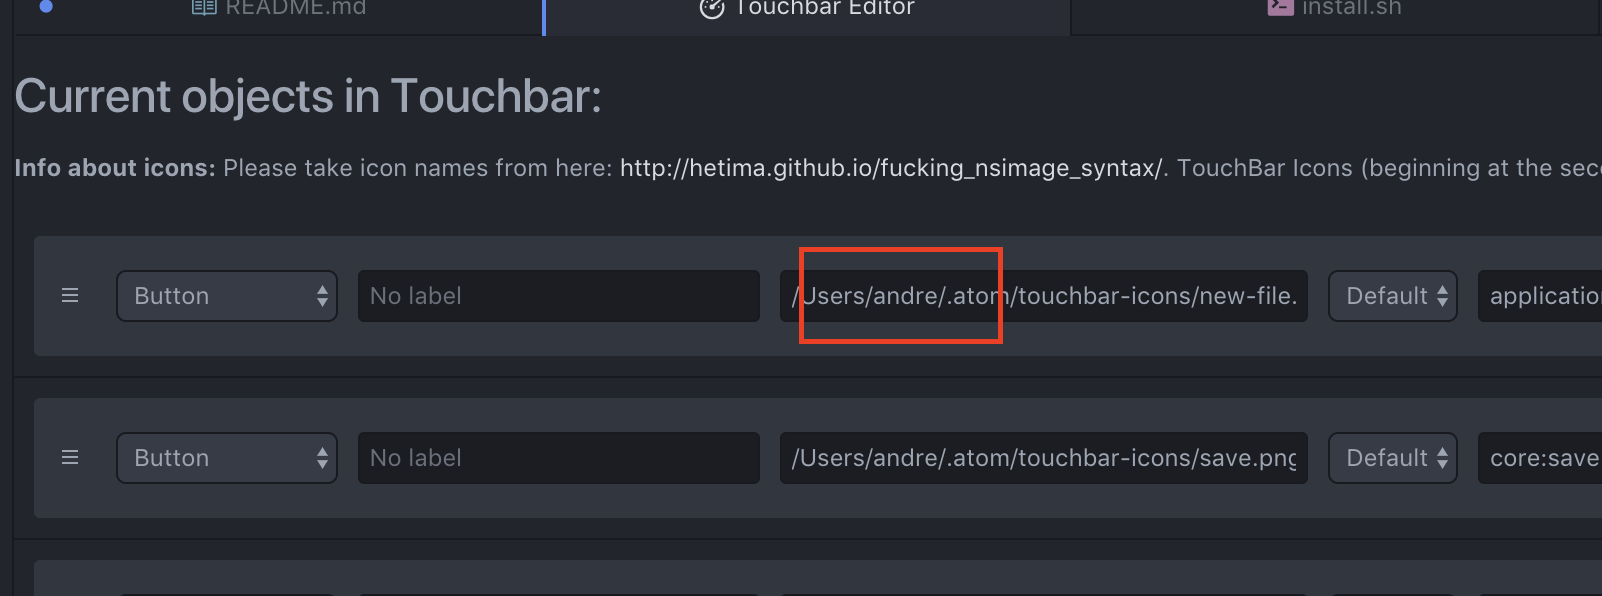 README.md
Touchbar Editor
install.sh
Current objects in Touchbar:
Info about icons: Please take icon names from here: http://hetima.github.io/fucking_nsimage_syntax/. TouchBar Icons (beginning at the sec
Button No label /Users/andre/.atom/touchbar-icons/new-file. Default applicatio
Button No label /Users/andre/.atom/touchbar-icons/save.png Default core:save